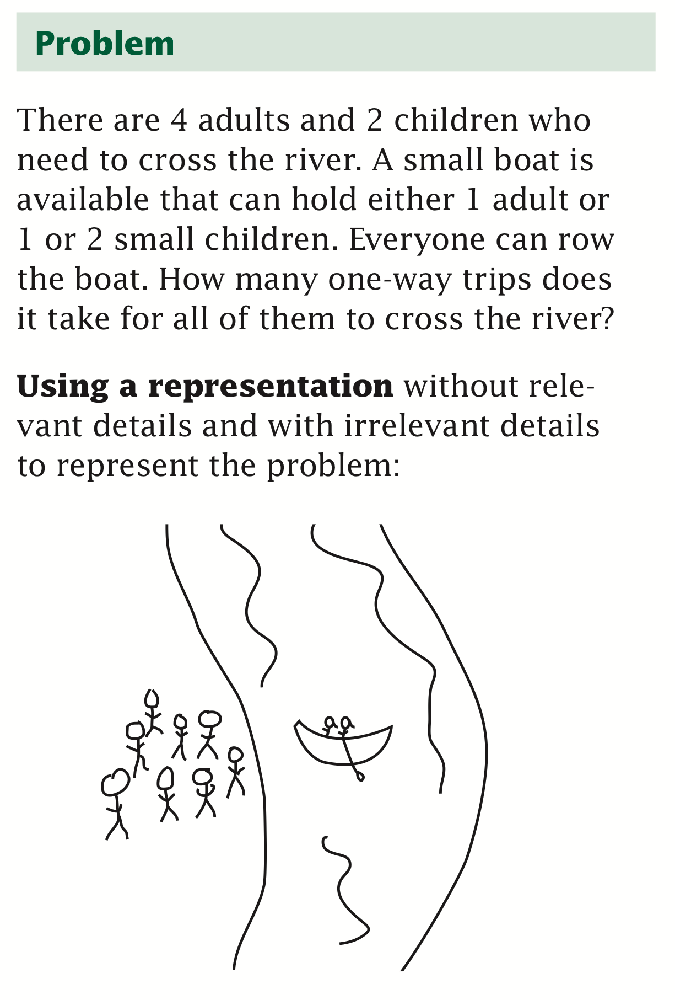 Problem
There are 4 adults and 2 children who
need to cross the river. A small boat is
available that can hold either 1 adult or
1 or 2 small children. Everyone can row
the boat. How many one-way trips does
it take for all of them to cross the river?
Using a representation without rele-
vant details and with irrelevant details
to represent the problem: